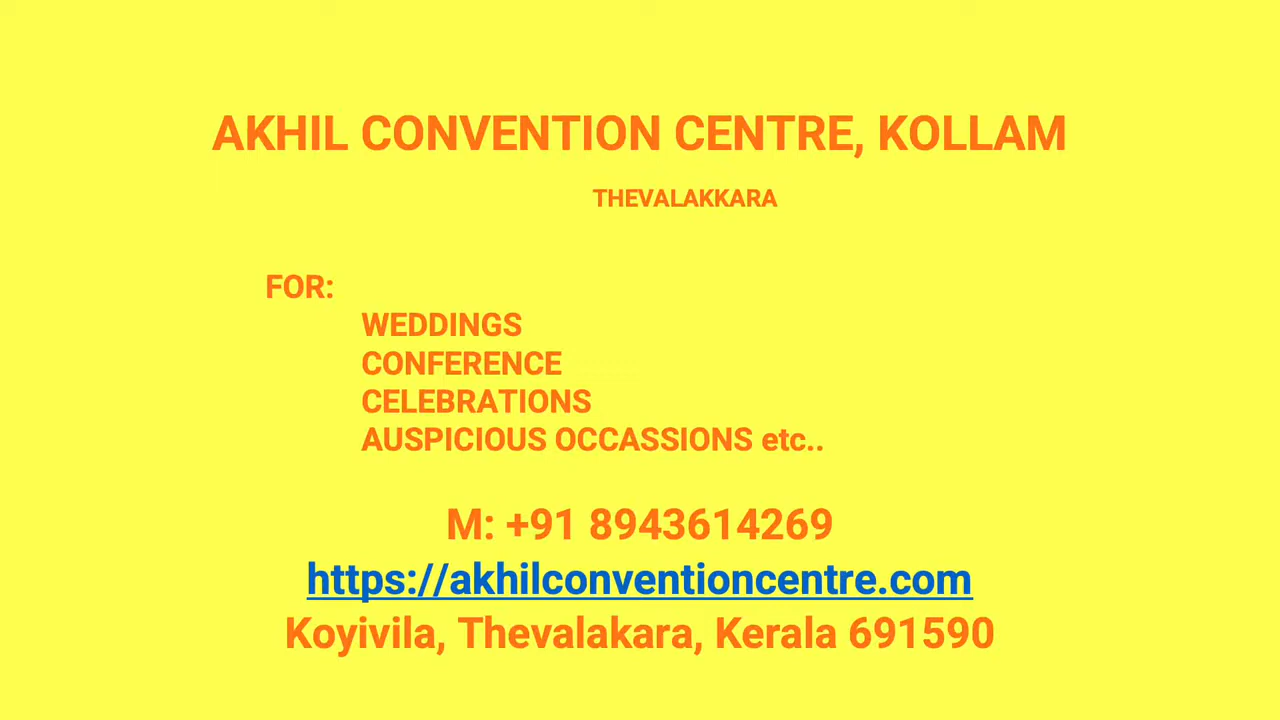 AKHIL CONVENTION CENTRE, KOLLAM
THEVALAKKARA
FOR:
WEDDINGS
CONFERENCE
CELEBRATIONS
AUSPICIOUS OCCASSIONS etc..
M: +91 8943614269
https://akhilconventioncentre.com
Koyivila, Thevalakara, Kerala 691590